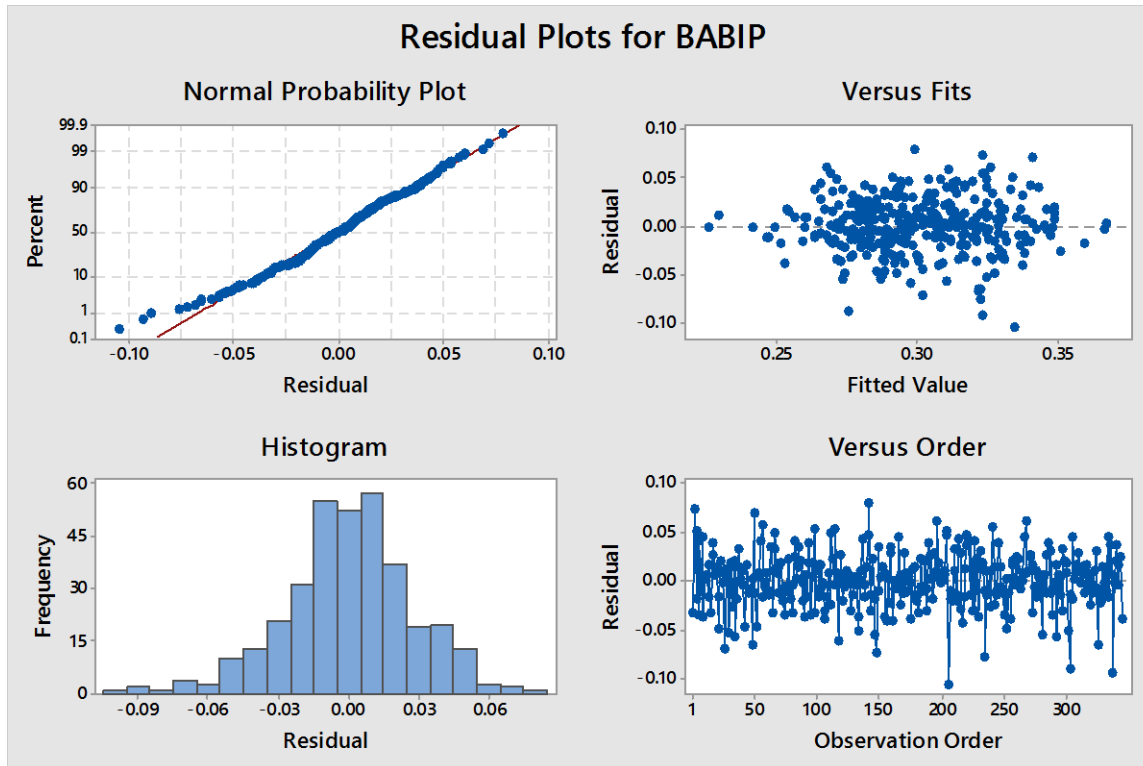 Residual Plots for BABIP
Normal Probability Plot
99.9
99
90
50
10
1
0.1
Percent
-0.10 -0.05 0.00 0.05 0.10
Residual
Versus Fits
0.10
0.05
0.00
-0.05
-0.10
Residual
0.25 0.30 0.35
Fitted Value
Histogram
60
45
30
15
0
Frequency
-0.09 -0.06 -0.03 0.00 0.03 0.06
Residual
Versus Order
0.10
0.05
0.00
-0.05
-0.10
Residual
1 50 100 150 200 250 300
Observation Order